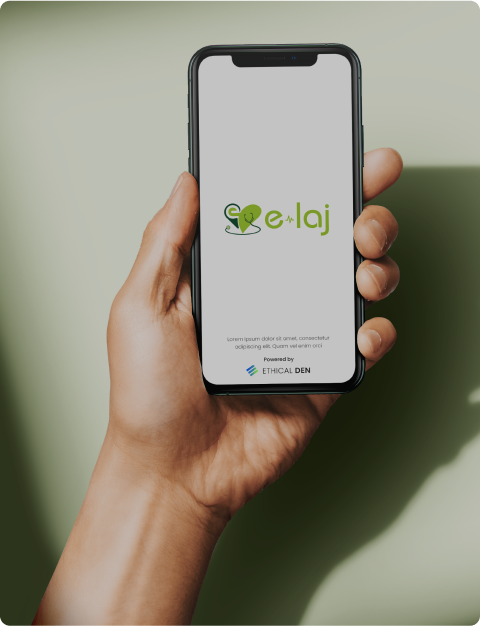 e-laj
Lorem ipsum dolor sit amet, consectetur
adipiscing elit. Quam vel enim orci
Powered by
ETHICAL DEN